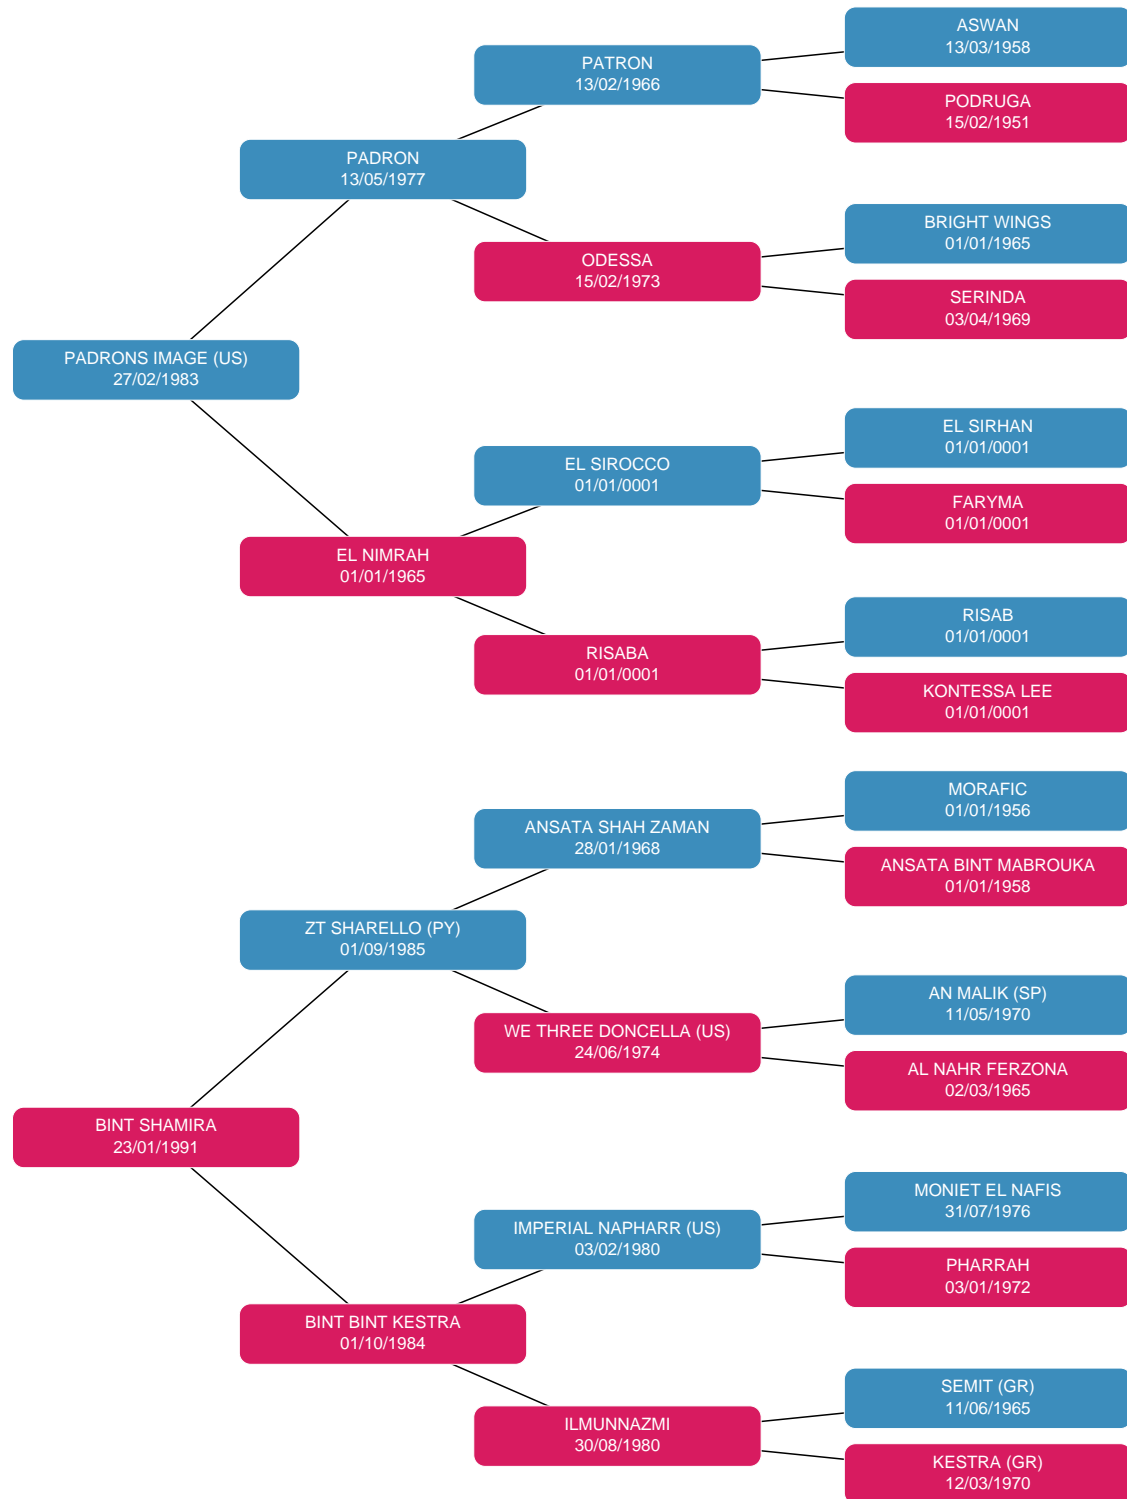 ASWAN
13/03/1958
PATRON
13/02/1966
PODRUGA
15/02/1951
PADRON
13/05/1977
BRIGHT WINGS
01/01/1965
ODESSA
15/02/1973
SERINDA
03/04/1969
PADRONS IMAGE (US)
27/02/1983
EL SIRHAN
01/01/0001
EL SIROCCO
01/01/0001
FARYMA
01/01/0001
EL NIMRAH
01/01/1965
RISAB
01/01/0001
RISABA
01/01/0001
KONTESSA LEE
01/01/0001
MORAFIC
01/01/1956
ANSATA SHAH ZAMAN
28/01/1968
ANSATA BINT MABROUKA
01/01/1958
ZT SHARELLO (PY)
01/09/1985
AN MALIK (SP)
11/05/1970
WE THREE DONCELLA (US)
24/06/1974
AL NAHR FERZONA
02/03/1965
BINT SHAMIRA
23/01/1991
MONIET EL NAFIS
31/07/1976
IMPERIAL NAPHARR (US)
03/02/1980
PHARRAH
03/01/1972
BINT BINT KESTRA
01/10/1984
SEMIT (GR)
11/06/1965
ILMUNNAZMI
30/08/1980
KESTRA (GR)
12/03/1970